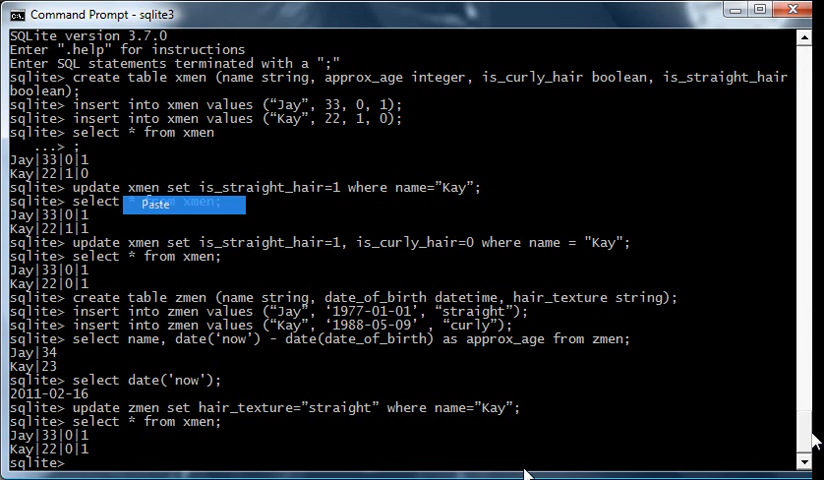 Command Prompt - sqlite3
SQLite version 3.7.0
Enter ".help" for instructions
Enter SQL statements terminated with a ";"
sqlite> create table xmen (name string, approx_age integer, is_curly_hair boolean, is_straight_hair
boolean);
sqlite> insert into xmen values (“Jay”, 33, 0, 1);
sqlite> insert into xmen values (“Kay”, 22, 1, 0);
sqlite> select * from xmen
...> ;
Jay|33|0|1
Kay|22|1|0
sqlite> update xmen set is_straight_hair=1 where name=”Kay”;
sqlite> select * from xmen;
Paste
Jay|33|0|1
Kay|22|1|1
sqlite> update xmen set is_straight_hair=1, is_curly_hair=0 where name = "Kay";
sqlite> select * from xmen;
Jay|33|0|1
Kay|22|0|1
sqlite> create table zmen (name string, date_of_birth datetime, hair_texture string);
sqlite> insert into zmen values (“Jay”, ‘1977-01-01’, “straight”);
sqlite> insert into zmen values (“Kay”, ‘1988-05-09’ , “curly”);
sqlite> select name, date(‘now’) - date(date_of_birth) as approx_age from zmen;
Jay|34
Kay|23
sqlite> select date('now');
2011-02-16
sqlite> update zmen set hair_texture=”straight” where name=”Kay”;
sqlite> select * from xmen;
Jay|33|0|1
Kay|22|0|1
sqlite>